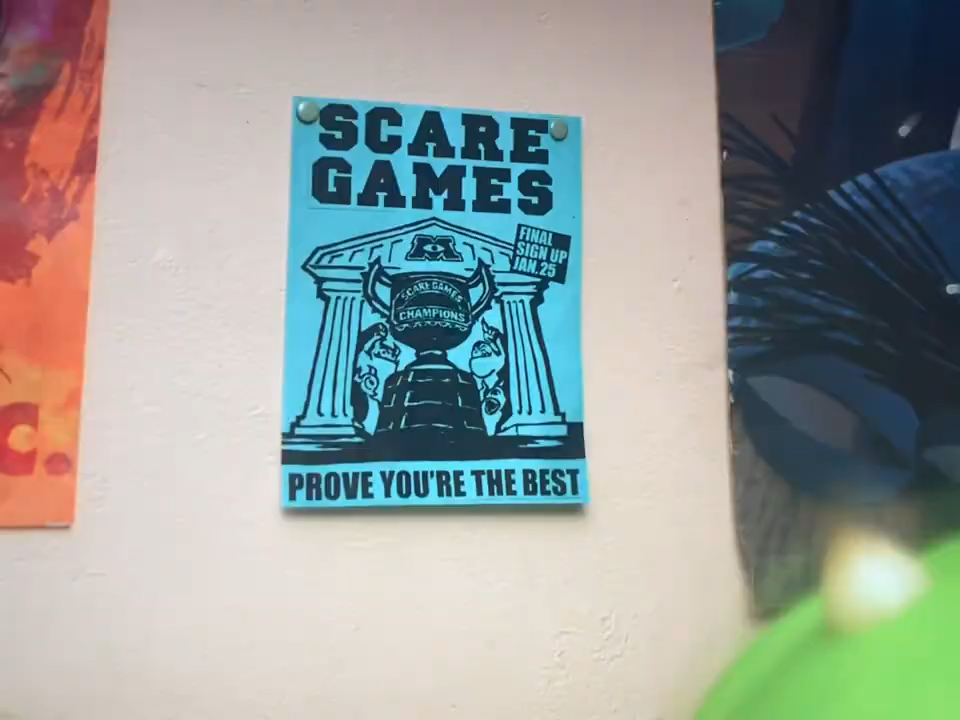 SCARE
GAMES
FINAL
SIGN UP
JAN. 25
M
SCARE GAMES
CHAMPIONS
PROVE YOU'RE THE BEST
c.